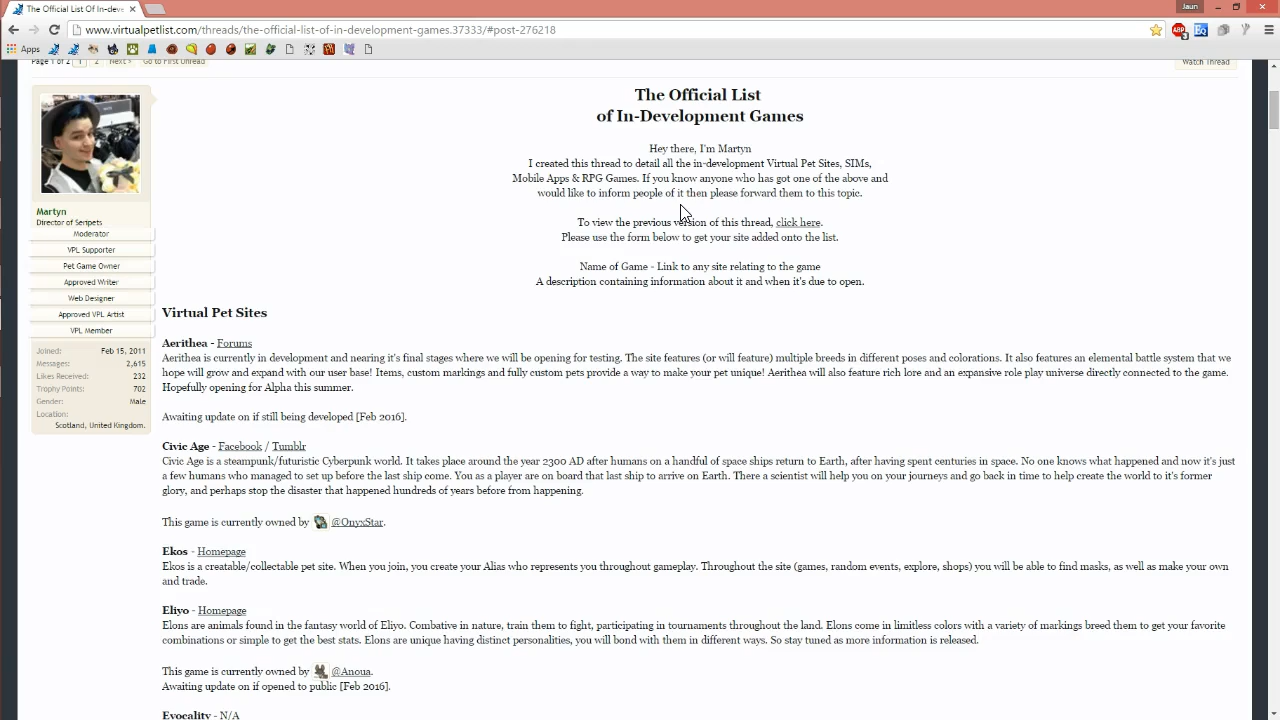 The Official List Of In-deve
Jaun
www.virtualpetlist.com/threads/the-official-list-of-in-development-games.37333/#post-276218
Apps
Page 1 of 2 1 2 Next > Go to First Unread
Watch Thread
The Official List
of In-Development Games
Hey there, I'm Martyn
I created this thread to detail all the in-development Virtual Pet Sites, SIMs,
Mobile Apps & RPG Games. If you know anyone who has got one of the above and
would like to inform people of it then please forward them to this topic.
To view the previous version of this thread, click here.
Please use the form below to get your site added onto the list.
Name of Game - Link to any site relating to the game
A description containing information about it and when it's due to open.
Martyn
Director of Seripets
Moderator
VPL Supporter
Pet Game Owner
Approved Writer
Web Designer
Approved VPL Artist
VPL Member
Joined: Feb 15, 2011
Messages: 2,615
Likes Received: 232
Trophy Points: 702
Gender: Male
Location:
Scotland, United Kingdom.
Virtual Pet Sites
Aerithea - Forums
Aerithea is currently in development and nearing it's final stages where we will be opening for testing. The site features (or will feature) multiple breeds in different poses and colorations. It also features an elemental battle system that we
hope will grow and expand with our user base! Items, custom markings and fully custom pets provide a way to make your pet unique! Aerithea will also feature rich lore and an expansive role play universe directly connected to the game.
Hopefully opening for Alpha this summer.
Awaiting update on if still being developed [Feb 2016].
Civic Age - Facebook / Tumblr
Civic Age is a steampunk/futuristic Cyberpunk world. It takes place around the year 2300 AD after humans on a handful of space ships return to Earth, after having spent centuries in space. No one knows what happened and now it's just
a few humans who managed to set up before the last ship come. You as a player are on board that last ship to arrive on Earth. There a scientist will help you on your journeys and go back in time to help create the world to it's former
glory, and perhaps stop the disaster that happened hundreds of years before from happening.
This game is currently owned by @OnyxStar.
Ekos - Homepage
Ekos is a creatable/collectable pet site. When you join, you create your Alias who represents you throughout gameplay. Throughout the site (games, random events, explore, shops) you will be able to find masks, as well as make your own
and trade.
Eliyo - Homepage
Elons are animals found in the fantasy world of Eliyo. Combative in nature, train them to fight, participating in tournaments throughout the land. Elons come in limitless colors with a variety of markings breed them to get your favorite
combinations or simple to get the best stats. Elons are unique having distinct personalities, you will bond with them in different ways. So stay tuned as more information is released.
This game is currently owned by @Anoua.
Awaiting update on if opened to public [Feb 2016].
Evocality - N/A